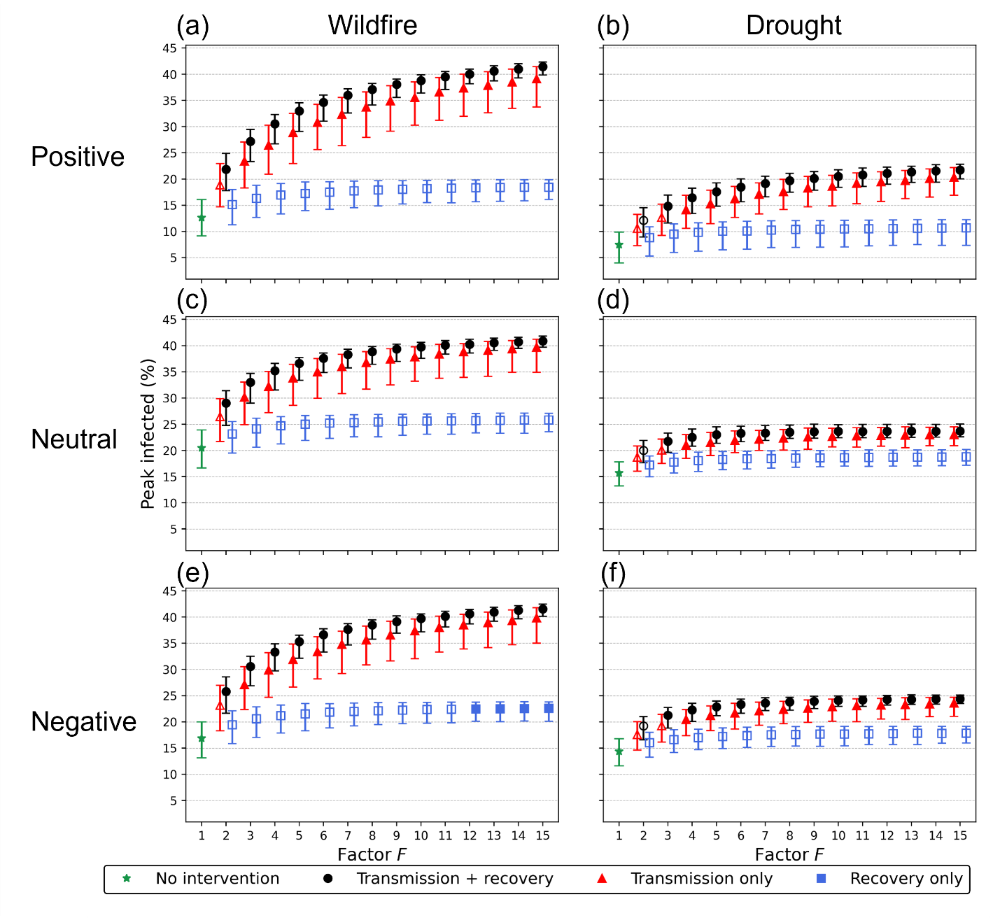 (a) Wildfire (b) Drought
45
40
35
30
25
20
15
10
5
Positive
(c) (d)
45
40
35
30
25
20
15
10
5
Neutral
Peak infected (%)
(e) (f)
45
40
35
30
25
20
15
10
5
Negative
1 2 3 4 5 6 7 8 9 10 11 12 13 14 15
Factor F
1 2 3 4 5 6 7 8 9 10 11 12 13 14 15
Factor F
No intervention Transmission + recovery Transmission only Recovery only